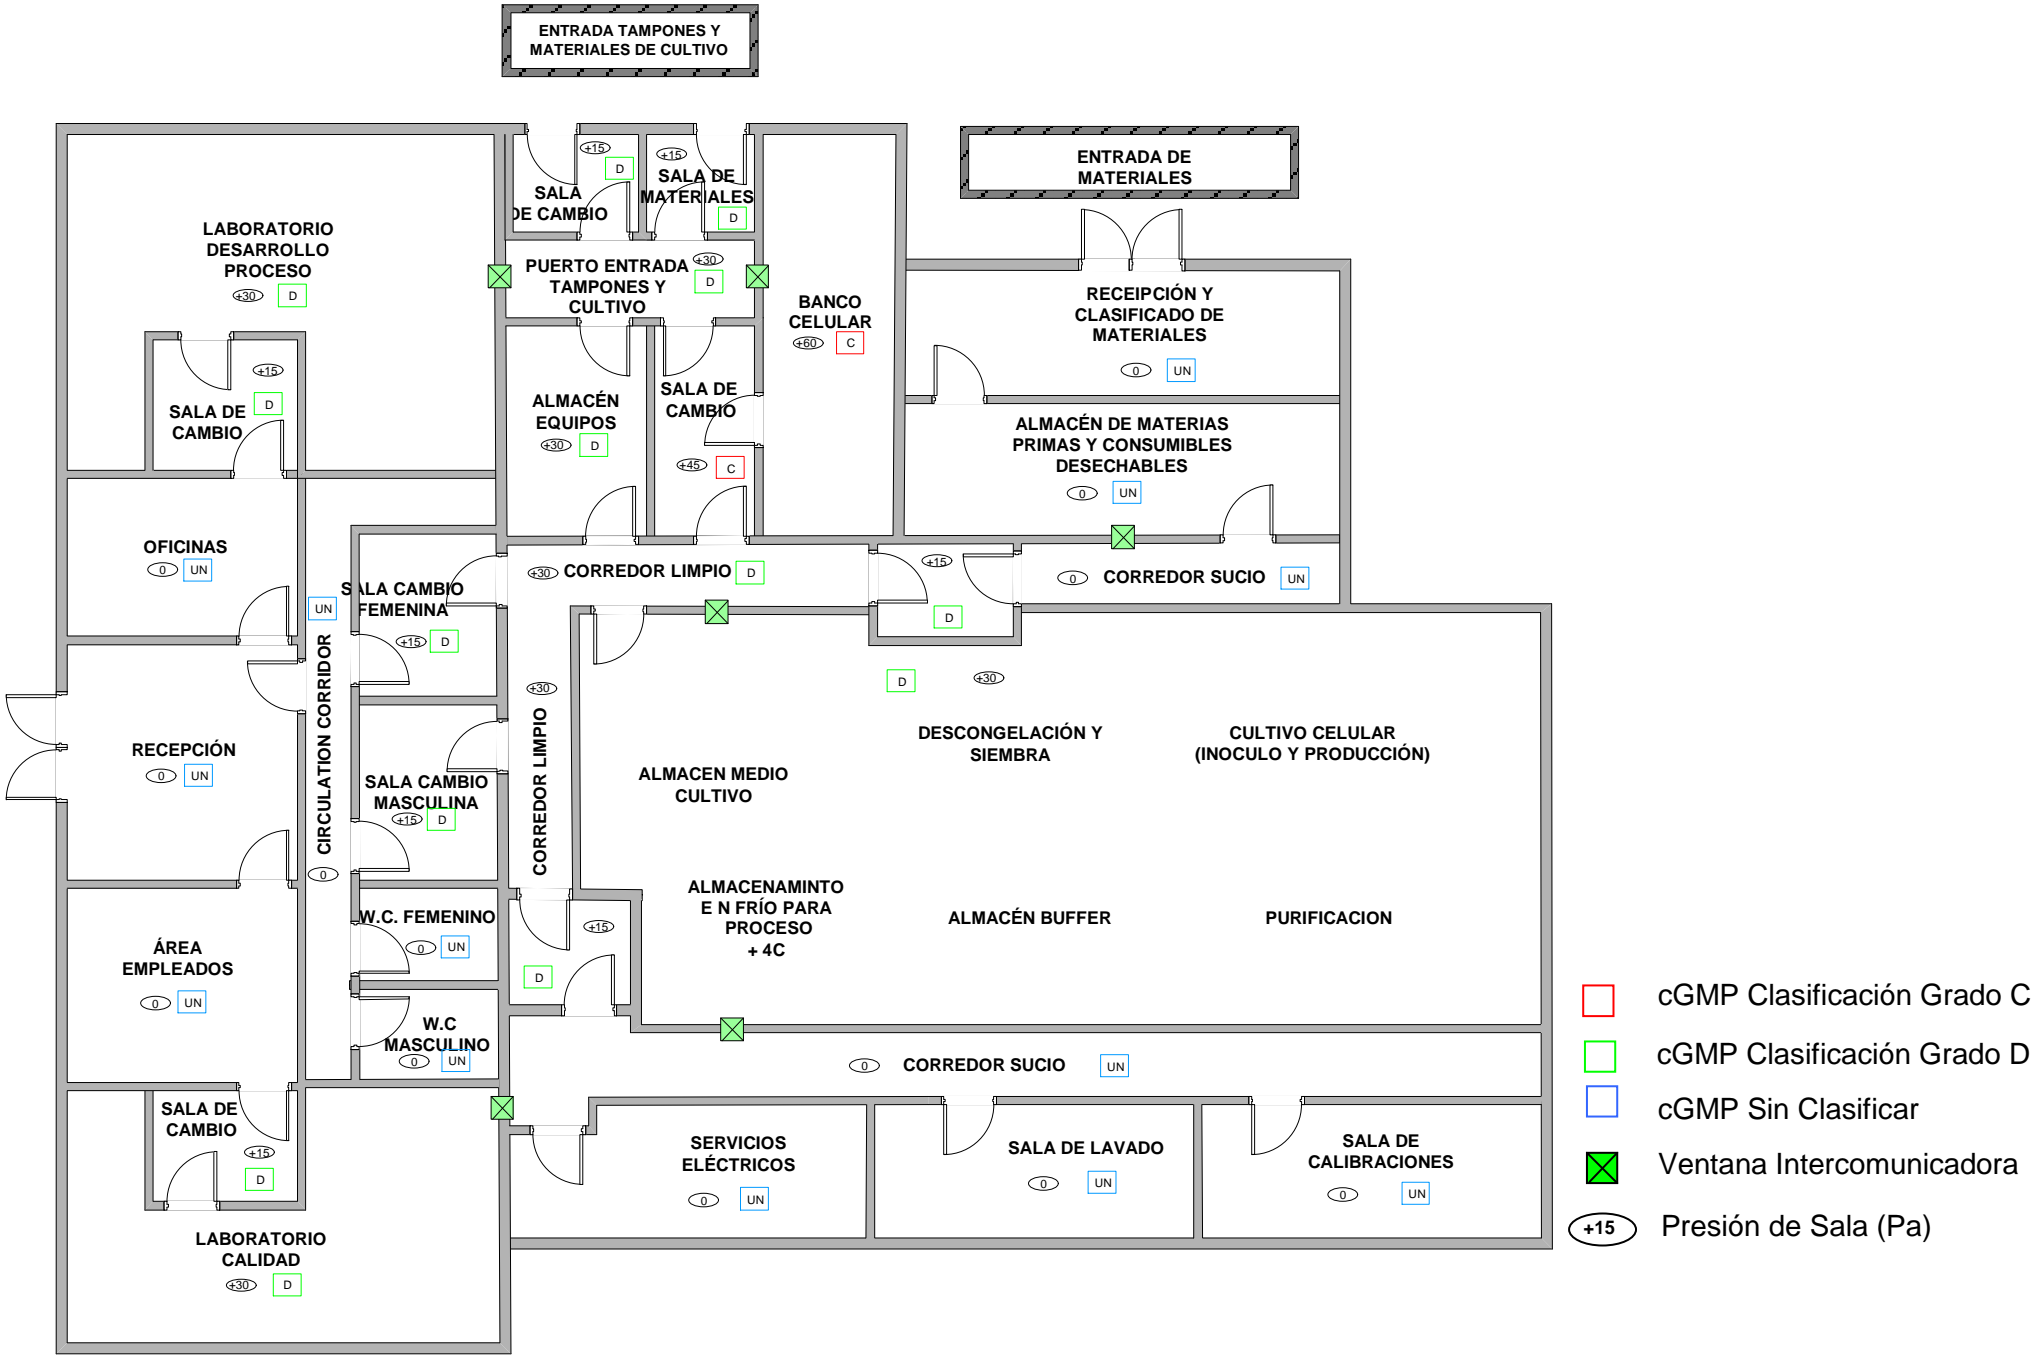 ENTRADA TAMPONES Y
MATERIALES DE CULTIVO
ENTRADA DE
MATERIALES
+15
D
SALA
DE CAMBIO
+15
SALA DE
MATERIALES
D
LABORATORIO
DESARROLLO
PROCESO
+30
D
PUERTO ENTRADA
TAMPONES Y
CULTIVO
+30
D
BANCO
CELULAR
+60
C
RECEIPCIÓN Y
CLASIFICADO DE
MATERIALES
0
UN
+15
D
SALA DE
CAMBIO
ALMACÉN
EQUIPOS
+30
D
SALA DE
CAMBIO
+45
C
ALMACÉN DE MATERIAS
PRIMAS Y CONSUMIBLES
DESECHABLES
0
UN
OFICINAS
0
UN
SALA CAMBIO
FEMENINA
+15
D
UN
CIRCULATION CORRIDOR
0
+30
CORREDOR LIMPIO
D
+15
D
0
CORREDOR SUCIO
UN
+30
CORREDOR LIMPIO
D
+30
DESCONGELACIÓN Y
SIEMBRA
CULTIVO CELULAR
(INOCULO Y PRODUCCIÓN)
ALMACEN MEDIO
CULTIVO
RECEPCIÓN
0
UN
SALA CAMBIO
MASCULINA
+15
D
ALMACENAMINTO
E N FRÍO PARA
PROCESO
+ 4C
ALMACÉN BUFFER
PURIFICACION
W.C. FEMENINO
0
UN
+15
D
ÁREA
EMPLEADOS
0
UN
W.C
MASCULINO
0
UN
0
CORREDOR SUCIO
UN
SALA DE
CAMBIO
+15
D
SERVICIOS
ELÉCTRICOS
0
UN
SALA DE LAVADO
0
UN
SALA DE
CALIBRACIONES
0
UN
LABORATORIO
CALIDAD
+30
D
cGMP Clasificación Grado C
cGMP Clasificación Grado D
cGMP Sin Clasificar
Ventana Intercomunicadora
+15
Presión de Sala (Pa)